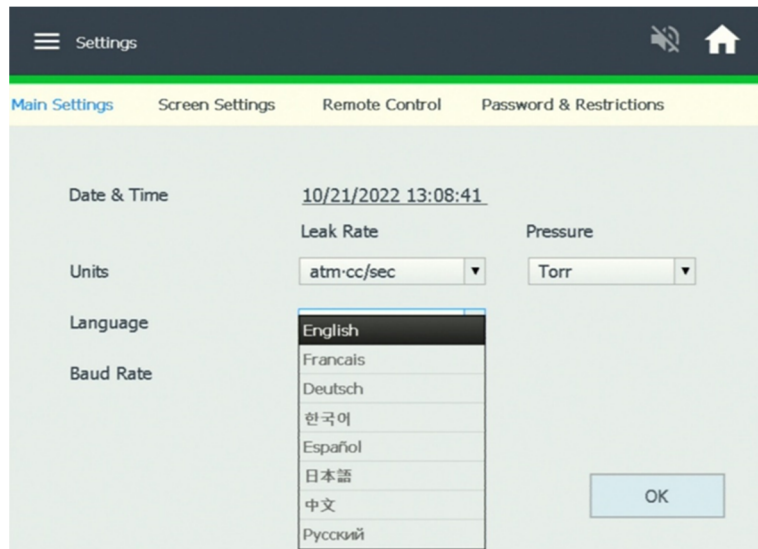 Settings
Main Settings Screen Settings Remote Control Password & Restrictions
Date & Time 10/21/2022 13:08:41
Leak Rate Pressure
Units atm·cc/sec Torr
Language
English
Francais
Baud Rate
Deutsch
한국어
Español
日本語
中文
OK
Русский